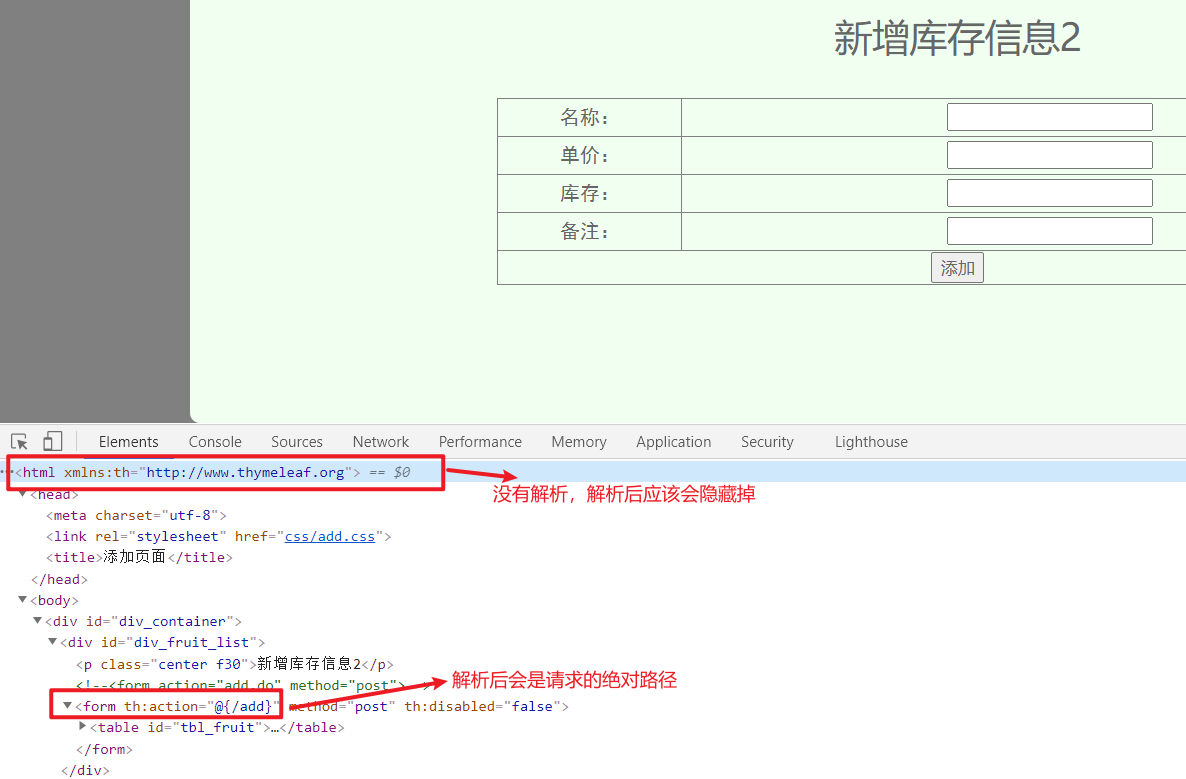 新增库存信息2
名称：
单价：
库存：
备注：
添加
Elements Console Sources Network Performance Memory Application Security Lighthouse
<html xmlns:th="http://www.thymeleaf.org"> == $0
没有解析，解析后应该会隐藏掉
<head>
<meta charset="utf-8">
<link rel="stylesheet" href="css/add.css">
<title>添加页面</title>
</head>
<body>
<div id="div_container">
<div id="div_fruit_list">
<p class="center f30">新增库存信息2</p>
<!--<form action="add.do" method="post">
解析后会是请求的绝对路径
<form th:action="@{/add}" method="post" th:disabled="false">
<table id="tbl_fruit">…</table>
</form>
</div>